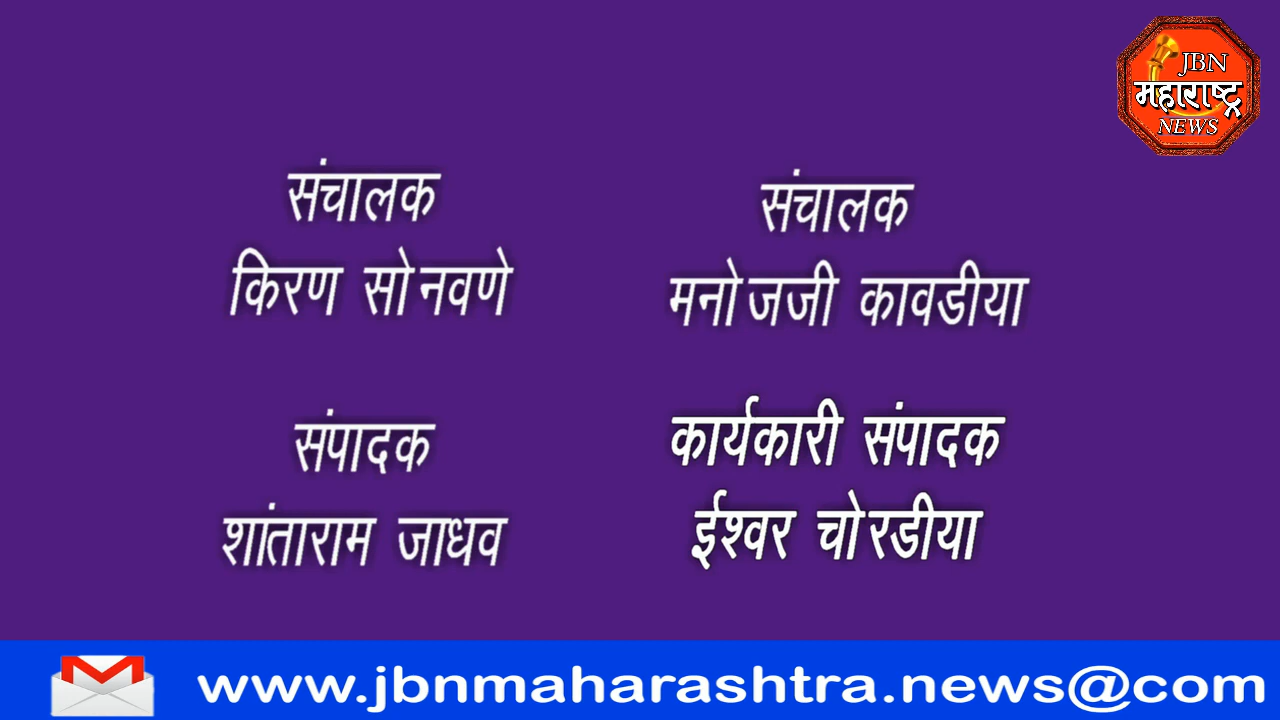 JBN
महाराष्ट्र
NEWS
संचालक
किरण सोनवणे
संचालक
मनोजजी कावडीया
संपादक
शांताराम जाधव
कार्यकारी संपादक
ईश्वर चोरडीया
www.jbnmaharashtra.news@com